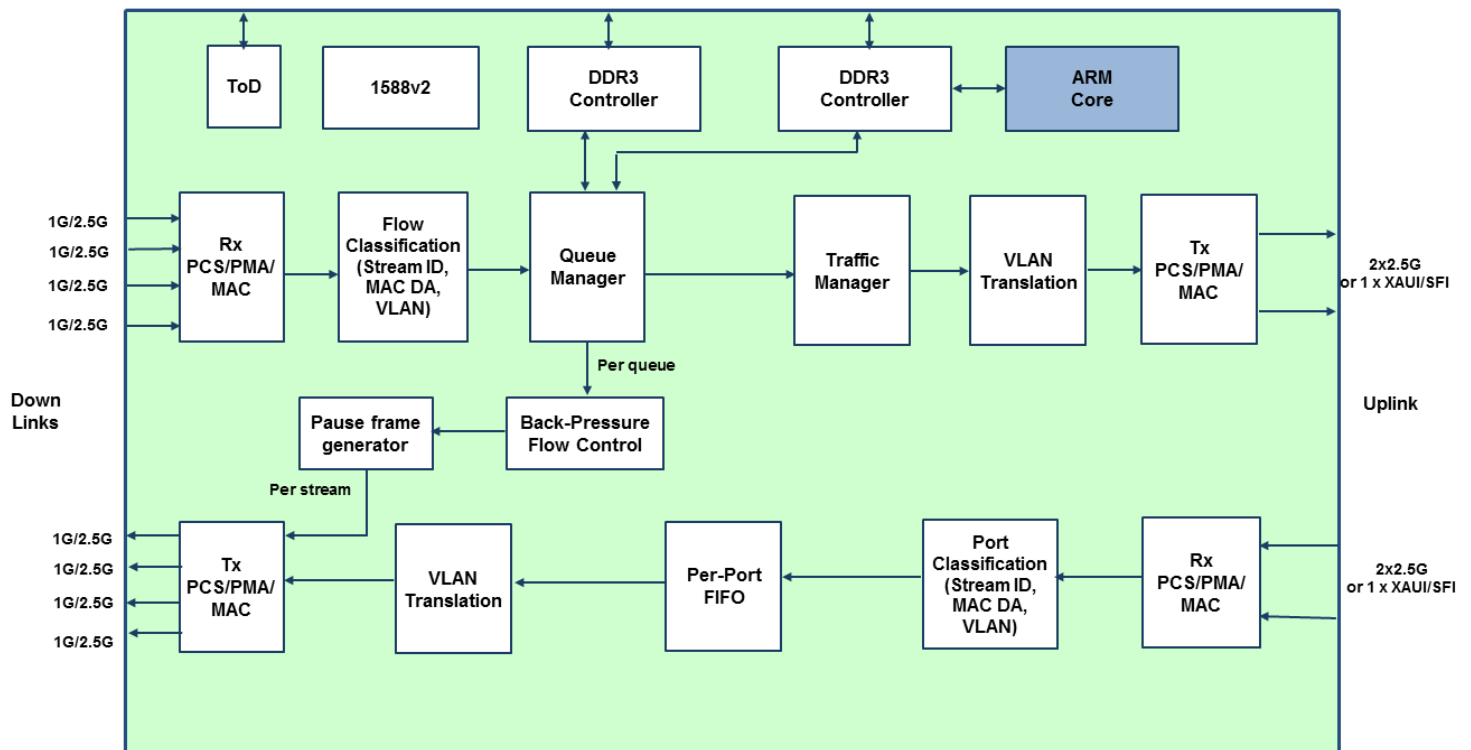 ToD
1588v2
DDR3
Controller
DDR3
Controller
ARM
Core
1G/2.5G
1G/2.5G
1G/2.5G
1G/2.5G
Rx
PCS/PMA/
MAC
Flow
Classification
(Stream ID,
MAC DA,
VLAN)
Queue
Manager
Traffic
Manager
VLAN
Translation
Tx
PCS/PMA/
MAC
2x2.5G
or 1 x XAUI/SFI
Per queue
Down
Links
Pause frame
generator
Back-Pressure
Flow Control
Uplink
Per stream
1G/2.5G
1G/2.5G
1G/2.5G
1G/2.5G
Tx
PCS/PMA/
MAC
VLAN
Translation
Per-Port
FIFO
Port
Classification
(Stream ID,
MAC DA,
VLAN)
Rx
PCS/PMA/
MAC
2x2.5G
or 1 x XAUI/SFI